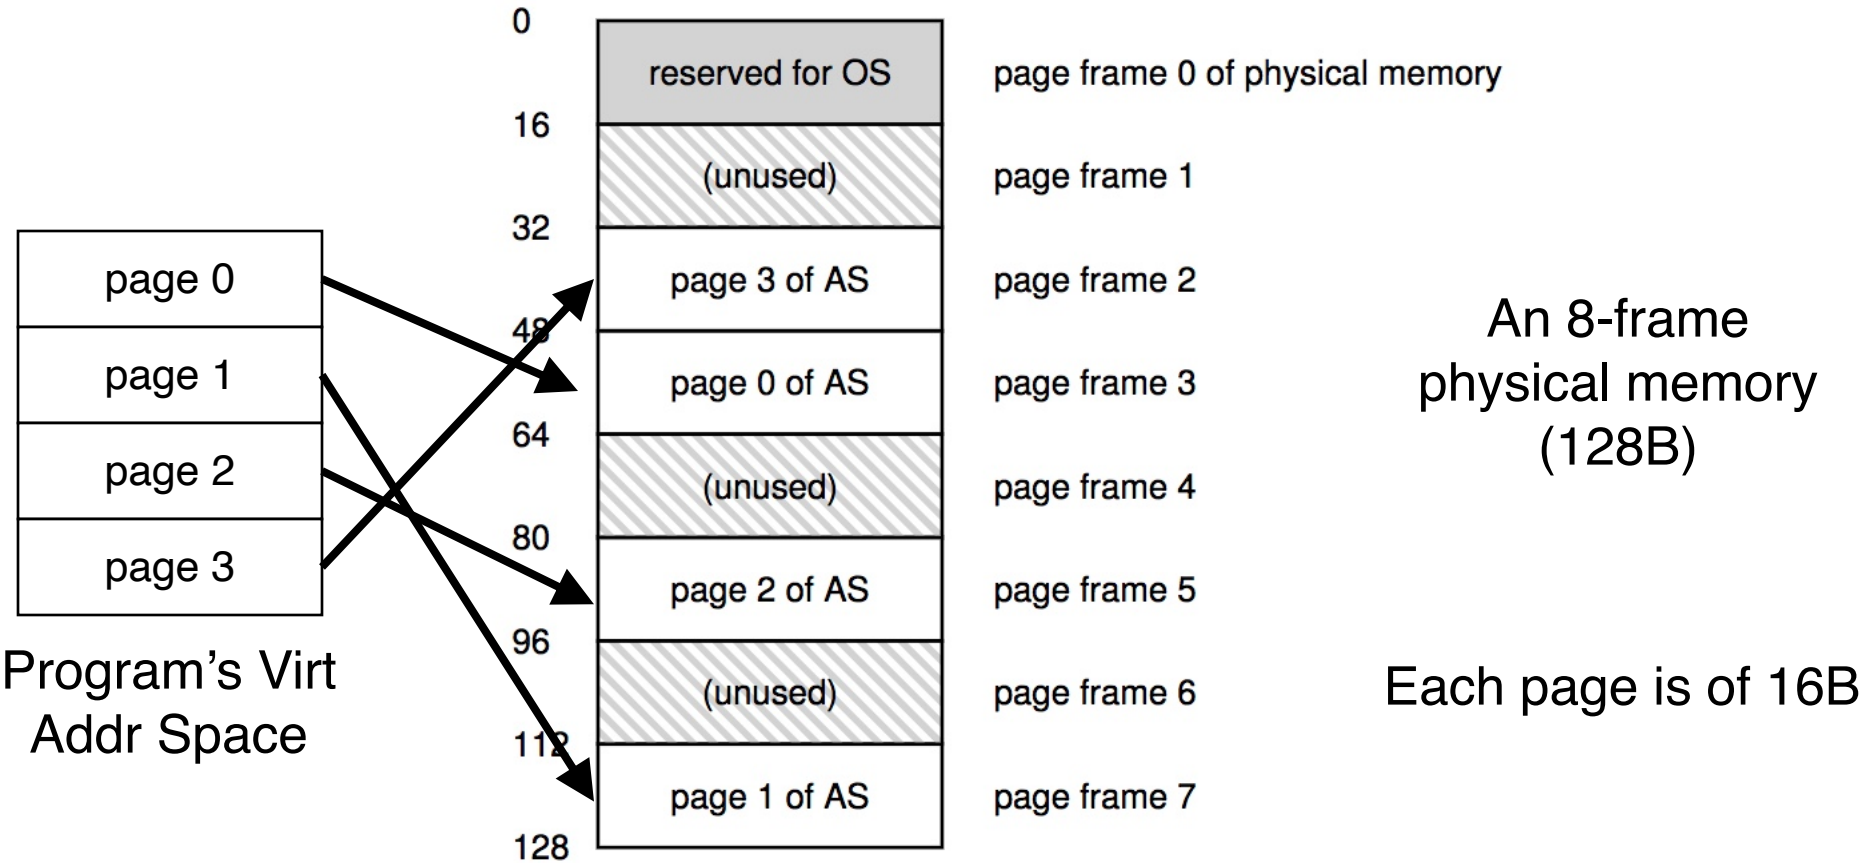 0
reserved for OS
page frame 0 of physical memory
16
(unused)
page frame 1
32
page 0
page 3 of AS
page frame 2
48
page 1
page 0 of AS
page frame 3
64
page 2
(unused)
page frame 4
80
page 3
page 2 of AS
page frame 5
96
(unused)
page frame 6
112
page 1 of AS
page frame 7
128
Program's Virt
Addr Space
An 8-frame
physical memory
(128B)
Each page is of 16B